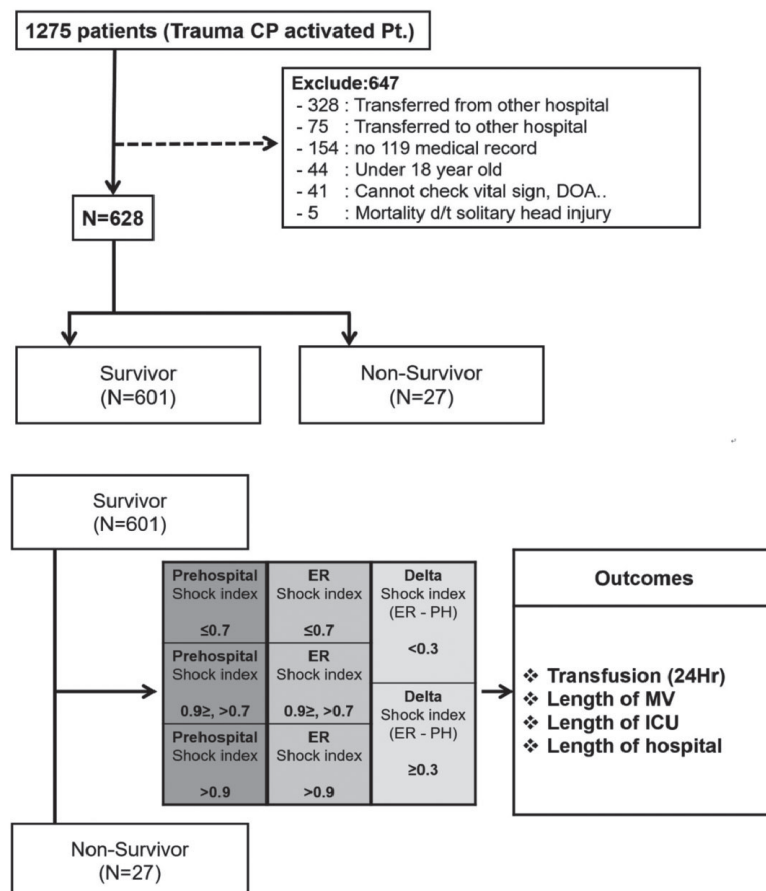 1275 patients (Trauma CP activated Pt.)
Exclude:647
- 328 : Transferred from other hospital
- 75 : Transferred to other hospital
- 154 : no 119 medical record
- 44 : Under 18 year old
- 41 : Cannot check vital sign, DOA..
- 5 : Mortality d/t solitary head injury
N=628
Survivor
(N=601)
Non-Survivor
(N=27)
Survivor
(N=601)
Prehospital
Shock index
≤0.7
ER
Shock index
≤0.7
Delta
Shock index
(ER - PH)
<0.3
Prehospital
Shock index
0.9≥, >0.7
ER
Shock index
0.9≥, >0.7
Delta
Shock index
(ER - PH)
≥0.3
Prehospital
Shock index
>0.9
ER
Shock index
>0.9
Outcomes
❖ Transfusion (24Hr)
❖ Length of MV
❖ Length of ICU
❖ Length of hospital
Non-Survivor
(N=27)